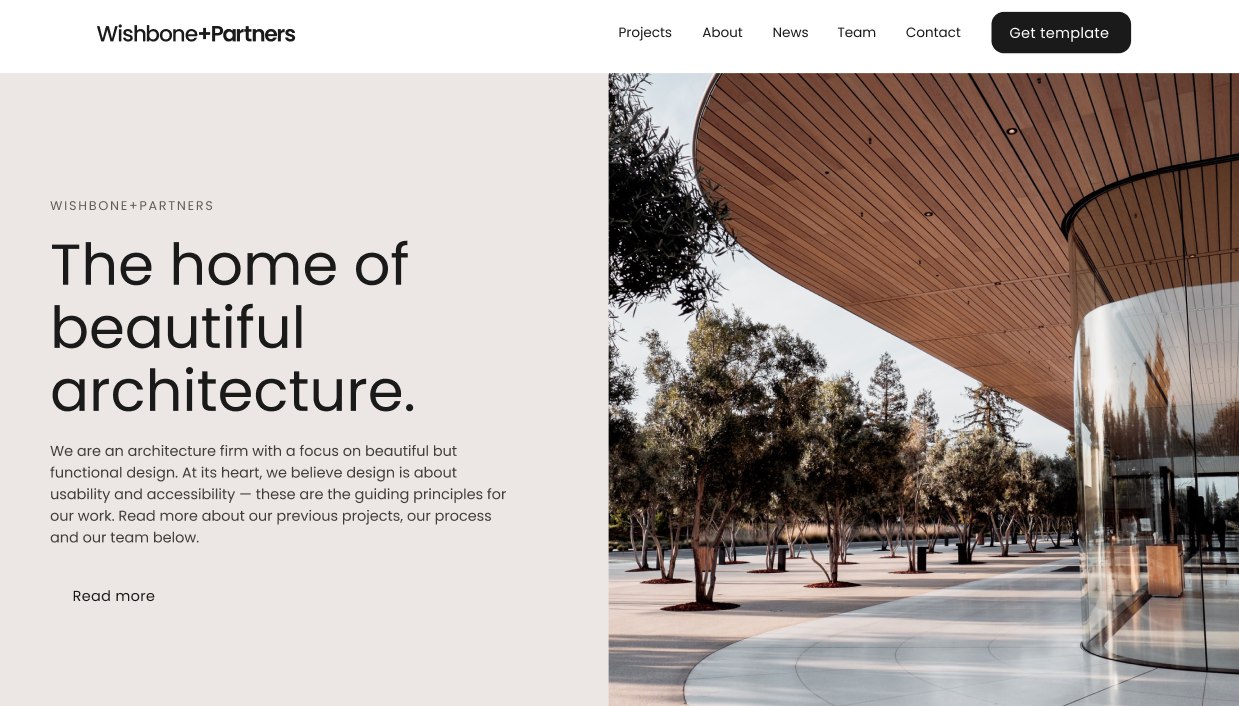 Wishbone+Partners
Projects
About
News
Team
Contact
Get template
WISHBONE+PARTNERS
The home of
beautiful
architecture.
We are an architecture firm with a focus on beautiful but
functional design. At its heart, we believe design is about
usability and accessibility — these are the guiding principles for
our work. Read more about our previous projects, our process
and our team below.
Read more